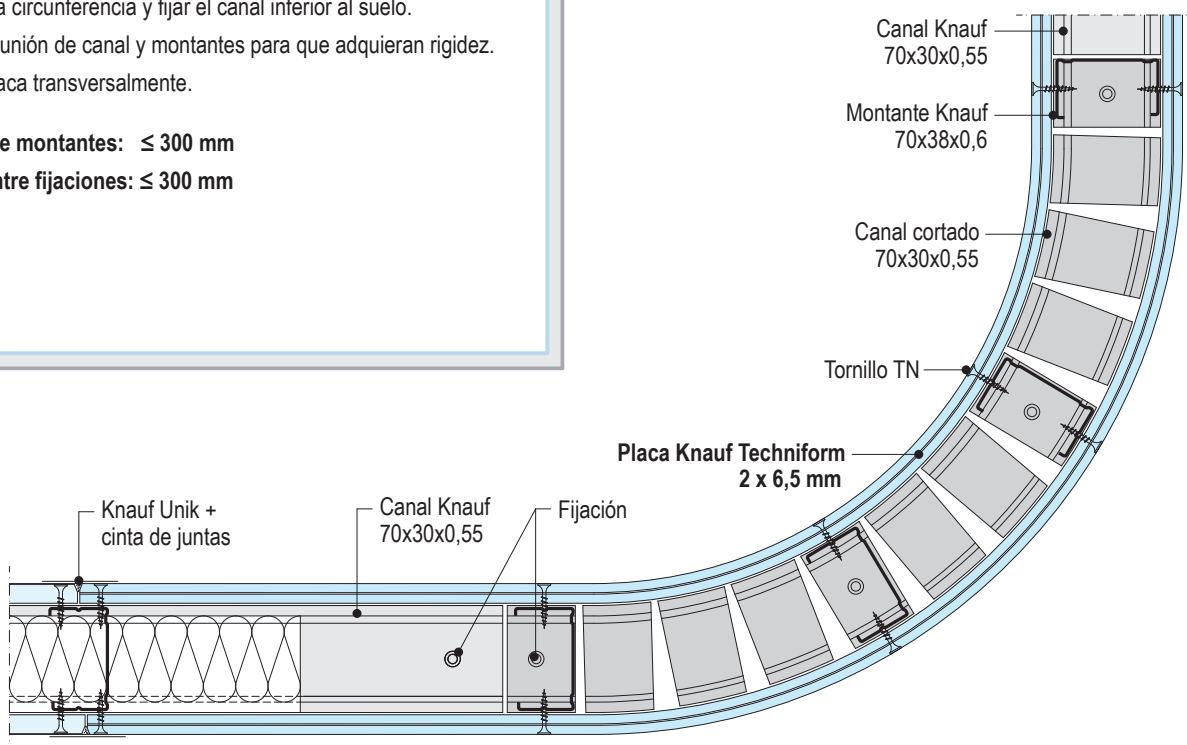 a circunferencia y fijar el canal inferior al suelo.
unión de canal y montantes para que adquieran rigidez.
aca transversalmente.
e montantes: ≤ 300 mm
ntre fijaciones: ≤ 300 mm
Canal Knauf
70x30x0,55
Montante Knauf
70x38x0,6
Canal cortado
70x30x0,55
Tornillo TN
Placa Knauf Techniform
2 x 6,5 mm
Knauf Unik +
cinta de juntas
Canal Knauf
70x30x0,55
Fijación